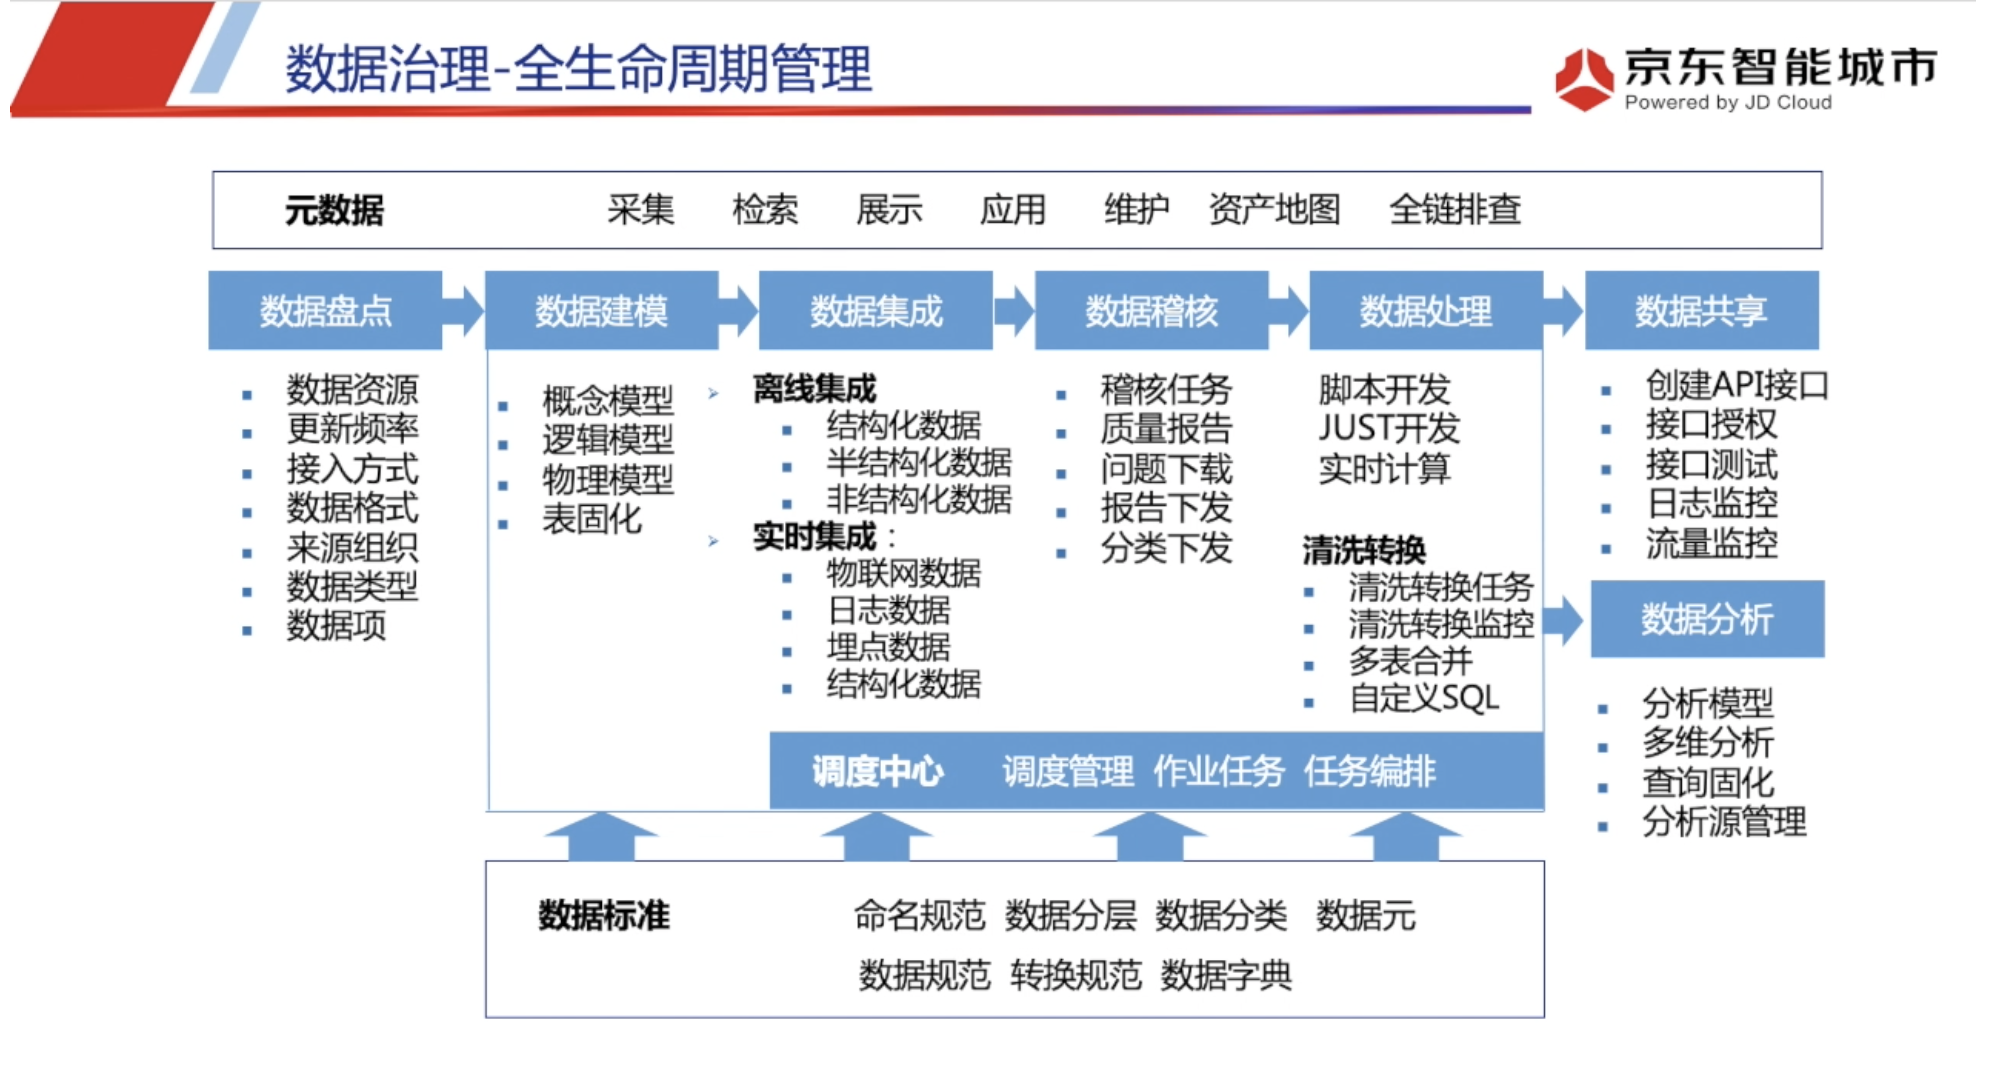 数据治理-全生命周期管理
京东智能城市
Powered by JD Cloud
元数据 采集 检索 展示 应用 维护 资产地图 全链排查
数据盘点
数据资源
更新频率
接入方式
数据格式
来源组织
数据类型
数据项
数据建模
概念模型
逻辑模型
物理模型
表固化
数据集成
离线集成
结构化数据
半结构化数据
非结构化数据
实时集成：
物联网数据
日志数据
埋点数据
结构化数据
数据稽核
稽核任务
质量报告
问题下载
报告下发
分类下发
数据处理
脚本开发
JUST开发
实时计算
清洗转换
清洗转换任务
清洗转换监控
多表合并
自定义SQL
数据共享
创建API接口
接口授权
接口测试
日志监控
流量监控
数据分析
分析模型
多维分析
查询固化
分析源管理
调度中心 调度管理 作业任务 任务编排
数据标准 命名规范 数据分层 数据分类 数据元
数据规范 转换规范 数据字典